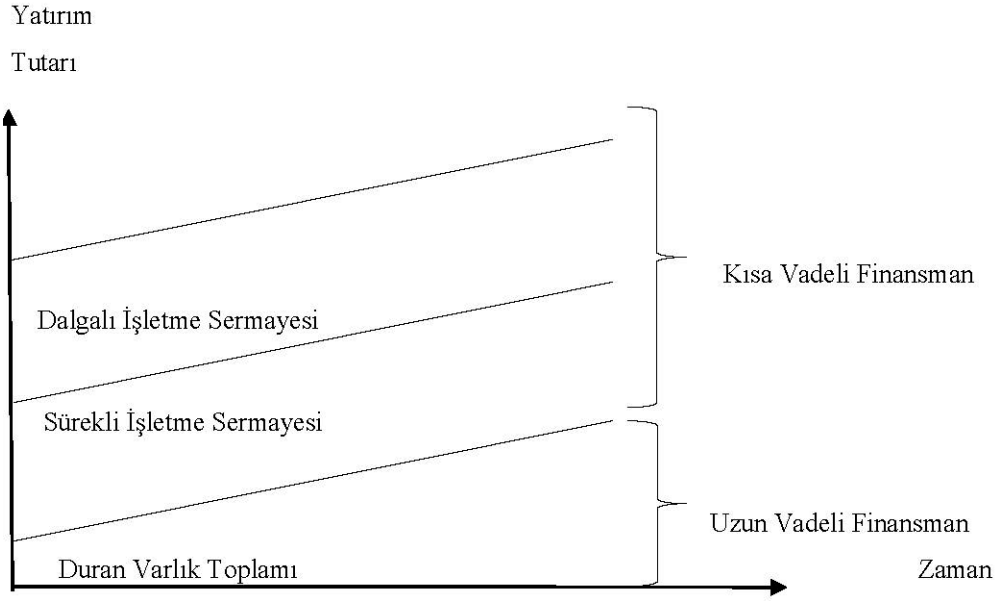 Yatırım
Tutarı
Kısa Vadeli Finansman
Dalgalı İşletme Sermayesi
Sürekli İşletme Sermayesi
Uzun Vadeli Finansman
Duran Varlık Toplamı
Zaman